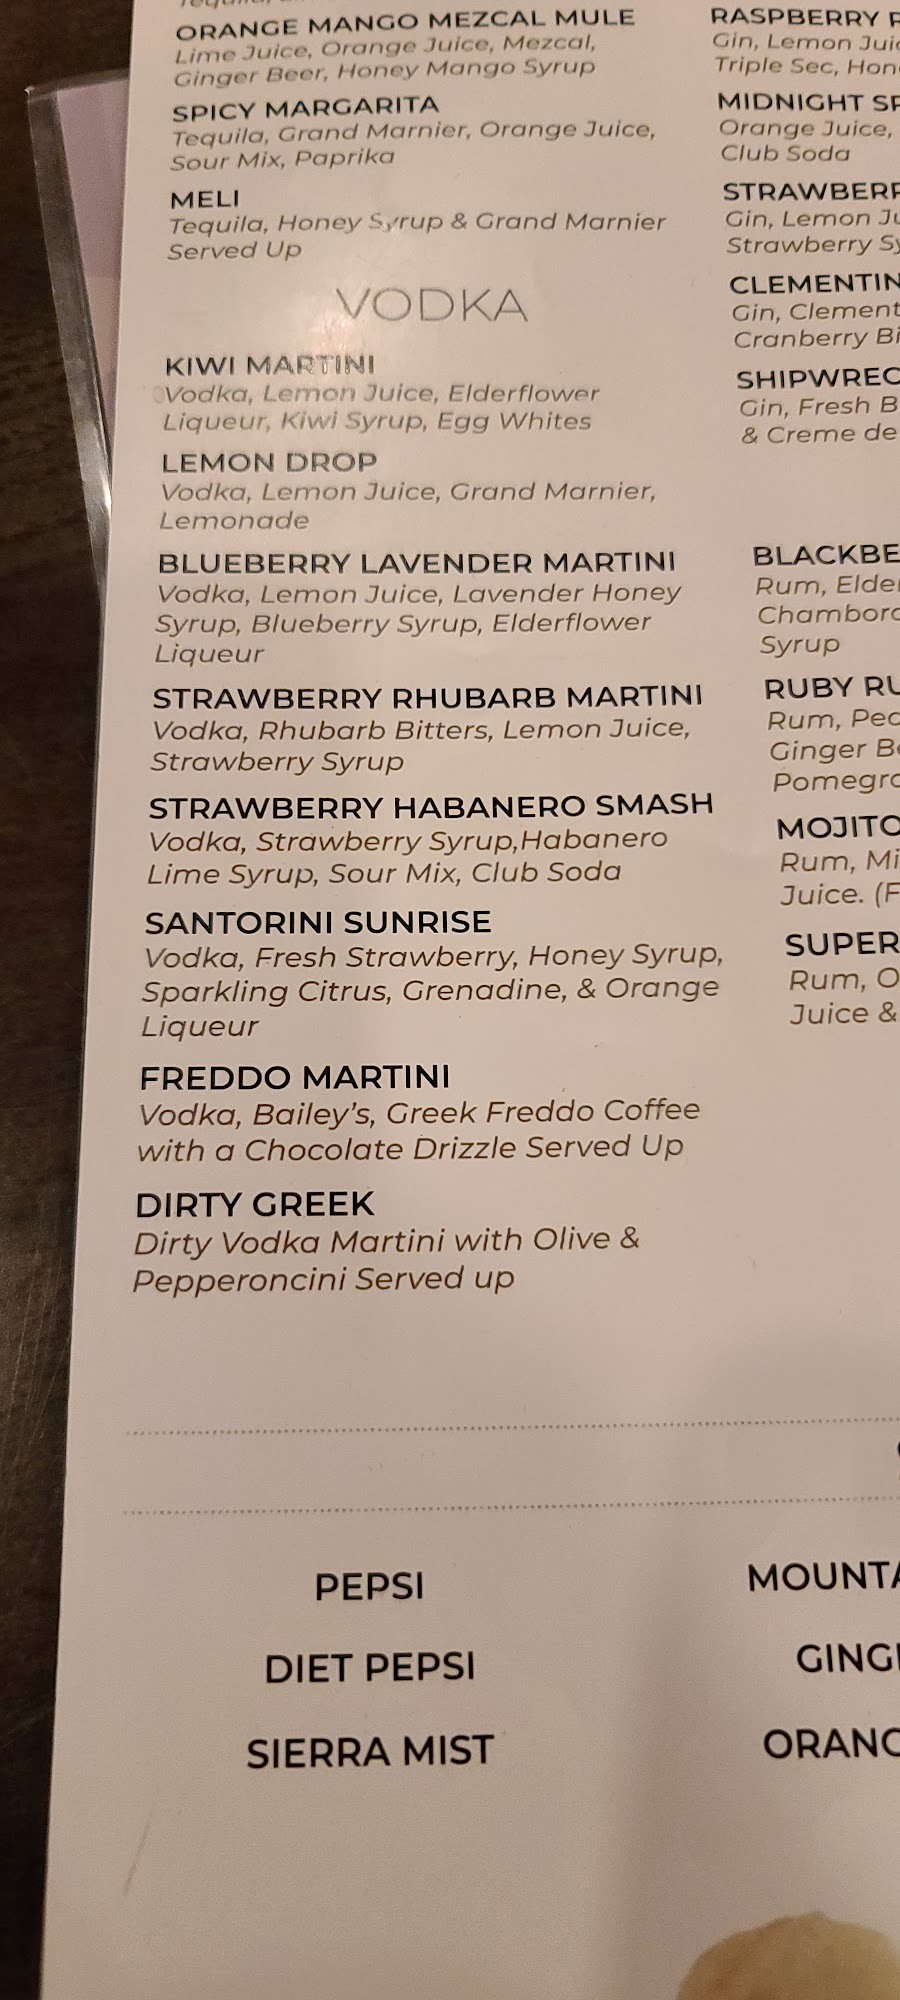 ORANGE MANGO MEZCAL MULE
Lime Juice, Orange Juice, Mezcal,
Ginger Beer, Honey Mango Syrup
SPICY MARGARITA
Tequila, Grand Marnier, Orange Juice,
Sour Mix, Paprika
MELI
Tequila, Honey Syrup & Grand Marnier
Served Up
VODKA
KIWI MARTINI
Vodka, Lemon Juice, Elderflower
Liqueur, Kiwi Syrup, Egg Whites
LEMON DROP
Vodka, Lemon Juice, Grand Marnier,
Lemonade
BLUEBERRY LAVENDER MARTINI
Vodka, Lemon Juice, Lavender Honey
Syrup, Blueberry Syrup, Elderflower
Liqueur
STRAWBERRY RHUBARB MARTINI
Vodka, Rhubarb Bitters, Lemon Juice,
Strawberry Syrup
STRAWBERRY HABANERO SMASH
Vodka, Strawberry Syrup,Habanero
Lime Syrup, Sour Mix, Club Soda
SANTORINI SUNRISE
Vodka, Fresh Strawberry, Honey Syrup,
Sparkling Citrus, Grenadine, & Orange
Liqueur
FREDDO MARTINI
Vodka, Bailey's, Greek Freddo Coffee
with a Chocolate Drizzle Served Up
DIRTY GREEK
Dirty Vodka Martini with Olive &
Pepperoncini Served up
RASPBERRY
Gin, Lemon
Triple Sec,
MIDNIGHT
Orange Juice,
Club Soda
Gin, Lemon
Strawberry
Gin,
Cranberry
Gin, Fresh
& Creme de
Rum,
Syrup
RUBY
Rum,
Ginger
MOJITO
Rum,
Juice.
SUPER
Rum,
Juice &
PEPSI
DIET PEPSI
SIERRA MIST